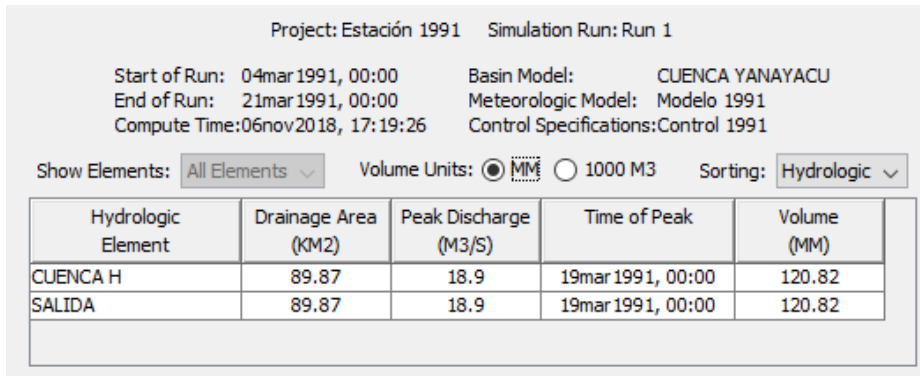 Project: Estación 1991 Simulation Run: Run 1
Start of Run: 04mar1991, 00:00 Basin Model: CUENCA YANAYACU
End of Run: 21mar1991, 00:00 Meteorologic Model: Modelo 1991
Compute Time:06nov2018, 17:19:26 Control Specifications:Control 1991
Show Elements: All Elements Volume Units: MM 1000 M3 Sorting: Hydrologic
Hydrologic Drainage Area Peak Discharge Time of Peak Volume
Element (KM2) (M3/S) (MM)
CUENCA H 89.87 18.9 19mar1991, 00:00 120.82
SALIDA 89.87 18.9 19mar1991, 00:00 120.82